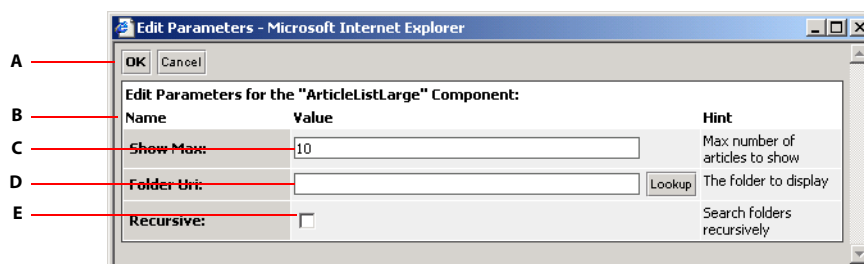 Edit Parameters - Microsoft Internet Explorer
A
OK Cancel
Edit Parameters for the "ArticleListLarge" Component:
B
Name Value Hint
C
Show Max: 10 Max number of
articles to show
D
Folder Uri: Lookup The folder to display
E
Recursive: Search folders
recursively